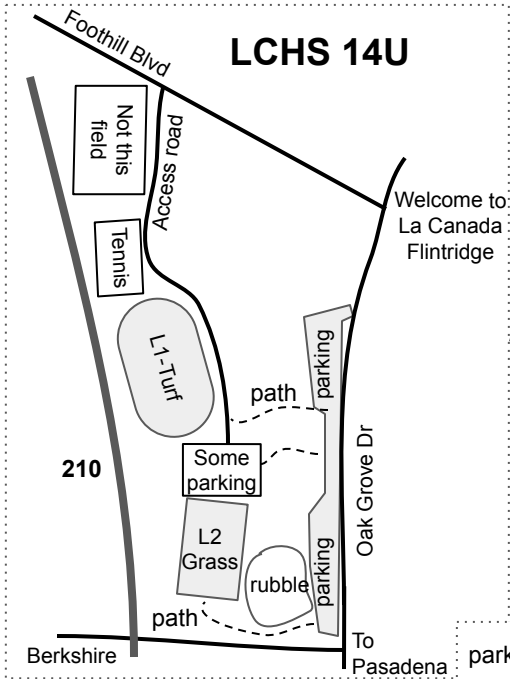 LCHS 14U
Foothill Blvd
Not this
field
Access road
Welcome to
La Canada
Flintridge
Tennis
L1-Turf
parking
path
Some
parking
210
Oak Grove Dr
L2
Grass
rubble
parking
path
To
Pasadena
Berkshire
park